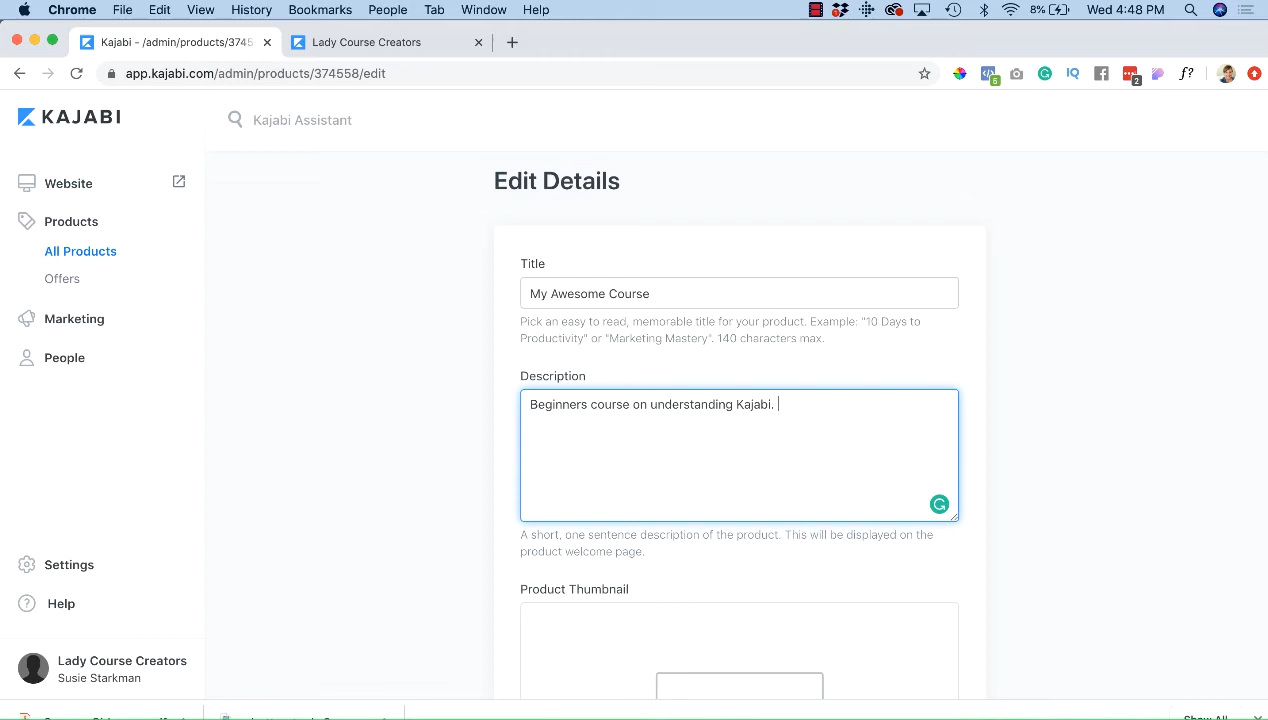 Chrome File Edit View History Bookmarks People Tab Window Help 8% Wed 4:48 PM
Kajabi - /admin/products/3745 Lady Course Creators
app.kajabi.com/admin/products/374558/edit 5 IQ 2 f?
KAJABI
Kajabi Assistant
Website
Products
All Products
Offers
Marketing
People
Settings
Help
Lady Course Creators
Susie Starkman
Edit Details
Title
My Awesome Course
Pick an easy to read, memorable title for your product. Example: "10 Days to
Productivity" or "Marketing Mastery". 140 characters max.
Description
Beginners course on understanding Kajabi.
A short, one sentence description of the product. This will be displayed on the
product welcome page.
Product Thumbnail
Show All